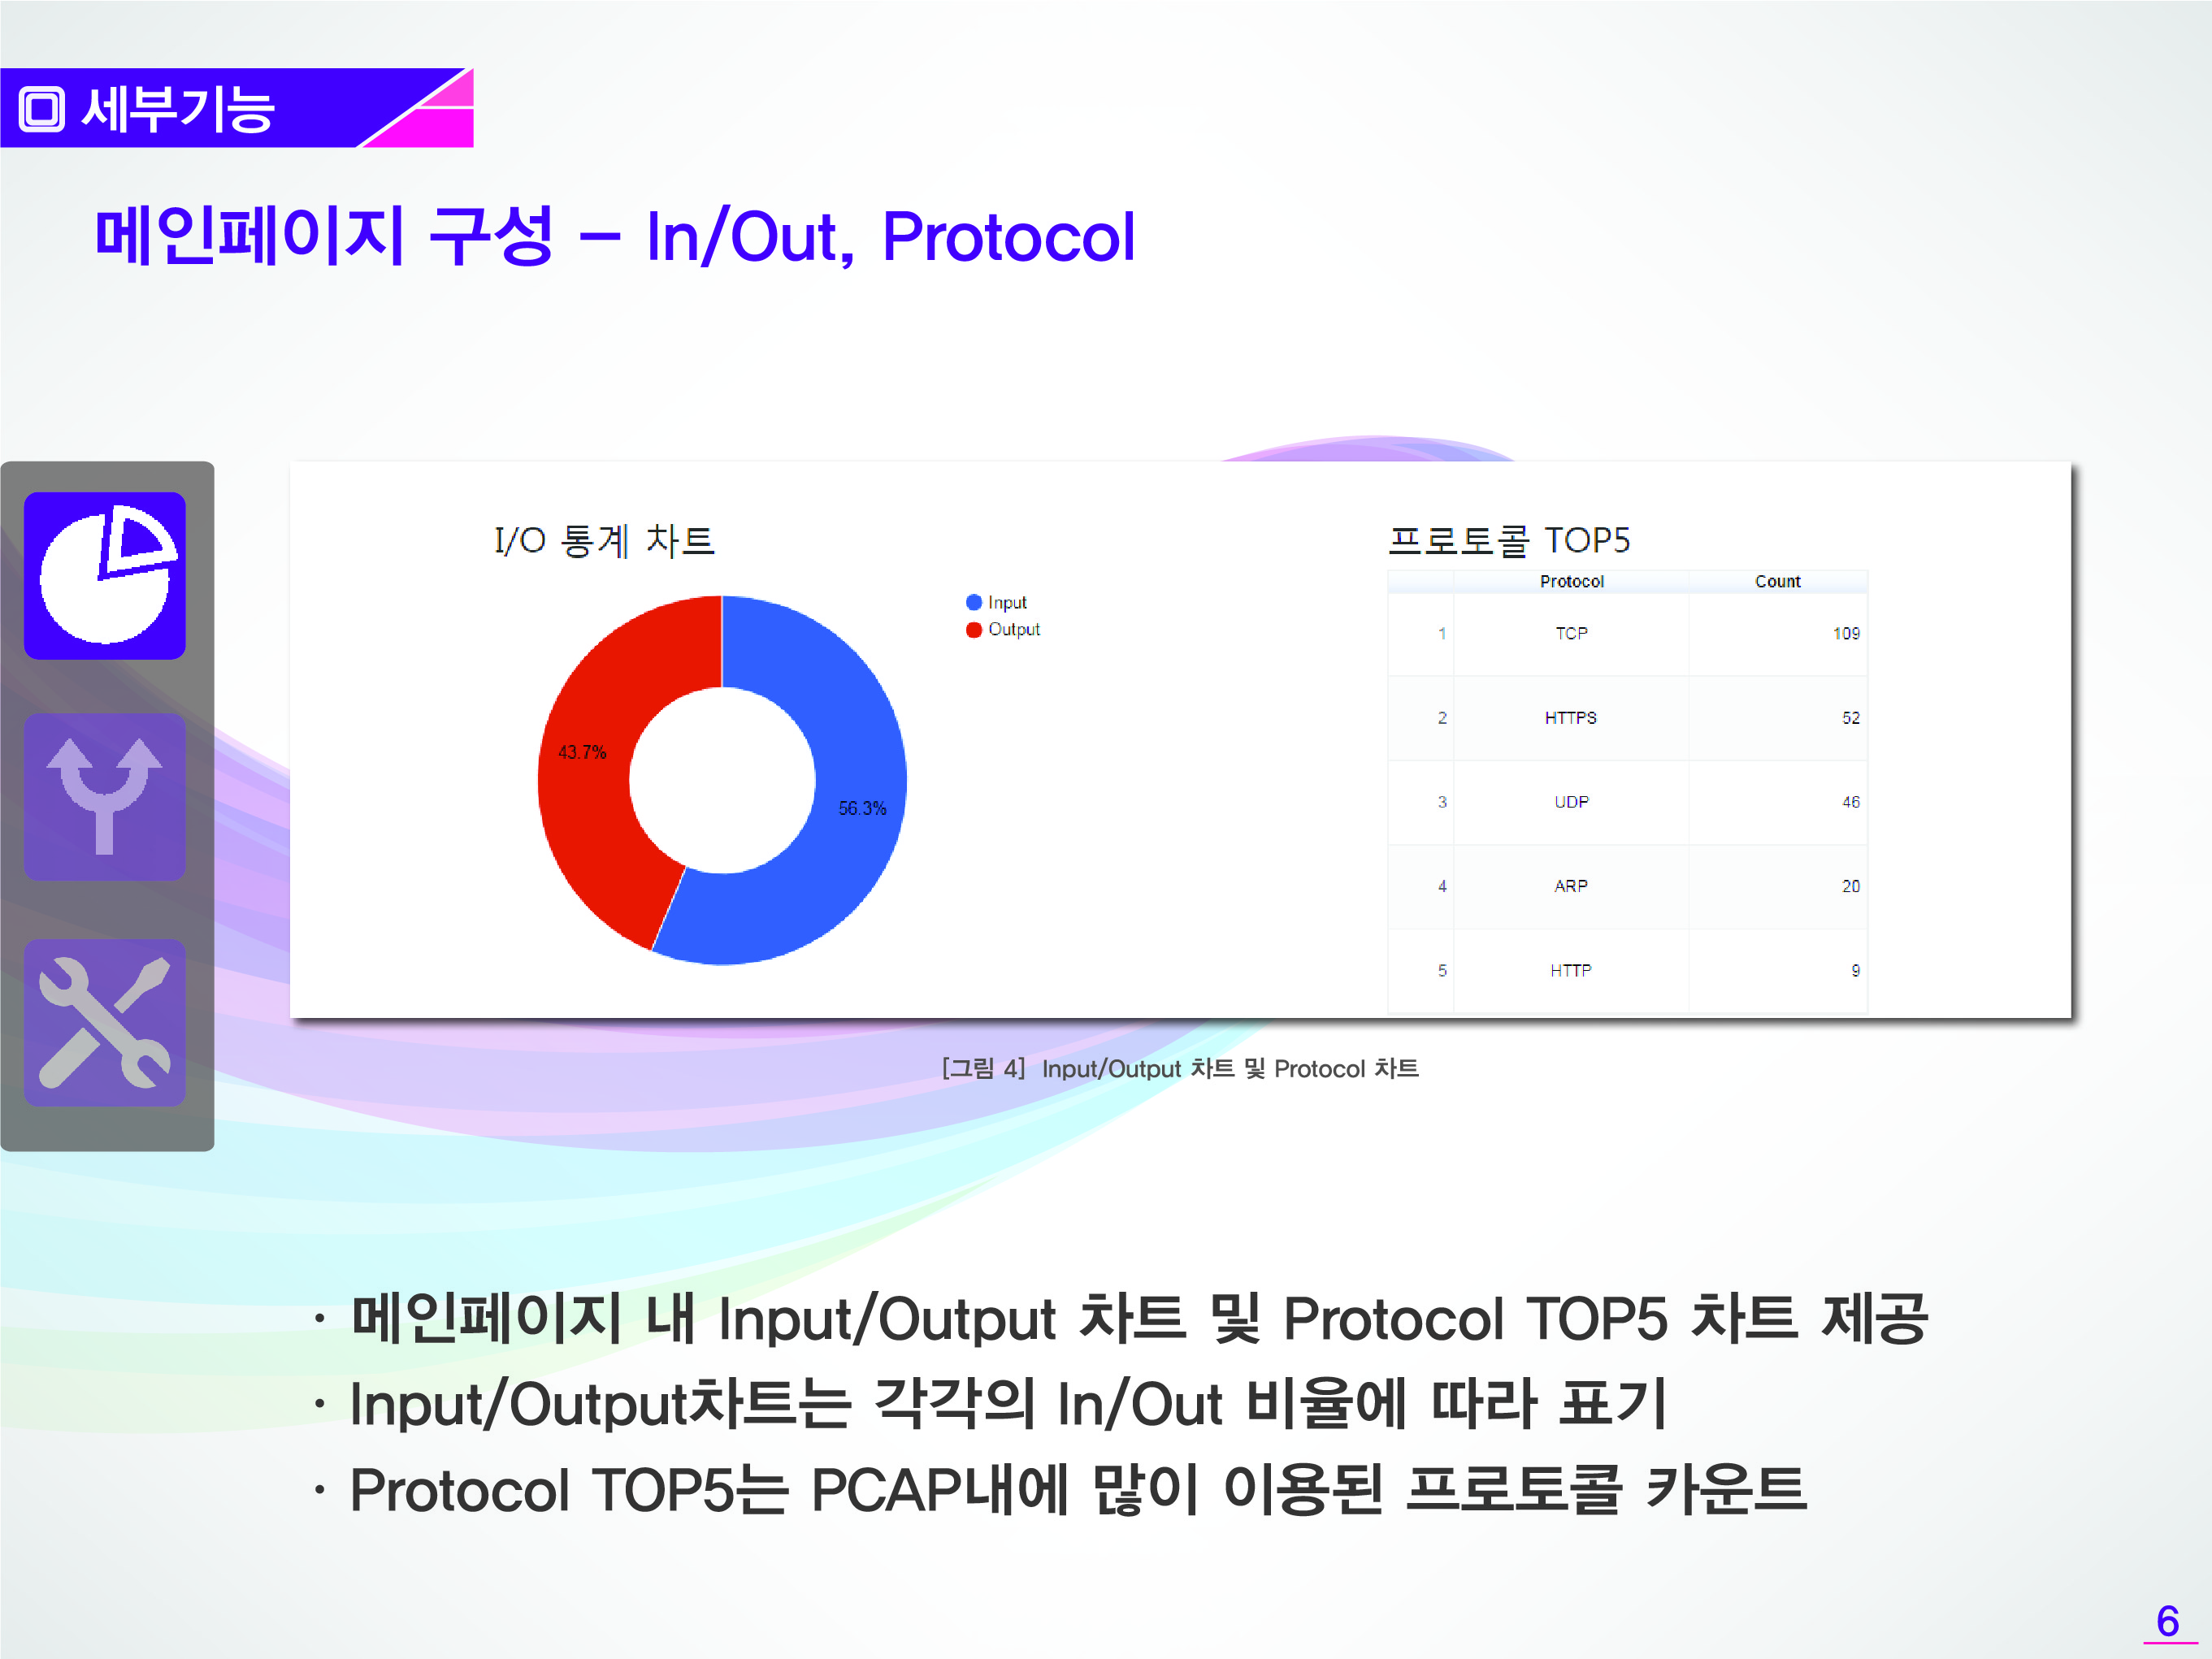 세부기능
메인페이지 구성 - In/Out, Protocol
I/O 통계 차트
Input
Output
43.7%
56.3%
프로토콜 TOP5
Protocol Count
1 TCP 109
2 HTTPS 52
3 UDP 46
4 ARP 20
5 HTTP 9
[그림 4] Input/Output 차트 및 Protocol 차트
· 메인페이지 내 Input/Output 차트 및 Protocol TOP5 차트 제공
· Input/Output차트는 각각의 In/Out 비율에 따라 표기
· Protocol TOP5는 PCAP내에 많이 이용된 프로토콜 카운트
6